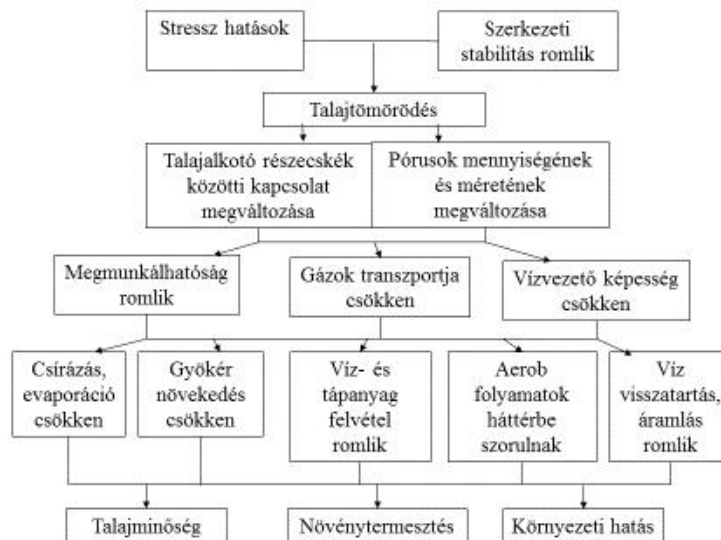 Stressz hatások
Szerkezeti
stabilitás romlik
Talajtömörödés
Talajalkotó részecskék
közötti kapcsolat
megváltozása
Pórusok mennyiségének
és méretének
megváltozása
Megmunkálhatóság
romlik
Gázok transzportja
csökken
Vízvezető képesség
csökken
Csírázás,
evaporáció
csökken
Gyökér
növekedés
csökken
Víz- és
tápanyag
felvétel
romlik
Aerob
folyamatok
háttérbe
szorulnak
Víz
visszatartás,
áramlás
romlik
Talajminőség
Növénytermesztés
Környezeti hatás